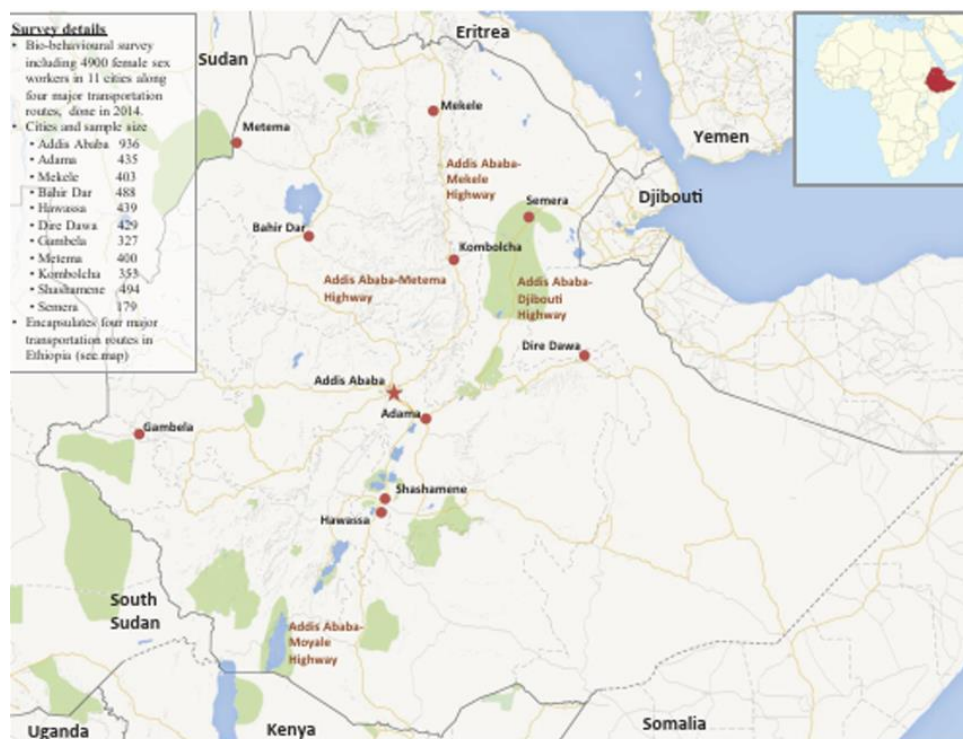 Survey details
• Bio-behavioural survey
including 4900 female sex
workers in 11 cities along
four major transportation
routes, done in 2014.
• Cities and sample size
• Addis Ababa 936
• Adama 435
• Mekele 403
• Bahir Dar 488
• Hawassa 439
• Dire Dawa 429
• Gambela 327
• Metema 400
• Kombolcha 353
• Shashamene 494
• Semera 179
• Encapsulates four major
transportation routes in
Ethiopia (see map)
Eritrea
Sudan
Mekele
Metema
Yemen
Addis Ababa-
Mekele
Highway
Semera
Djibouti
Bahir Dar
Kombolcha
Addis Ababa-Metema
Highway
Addis Ababa-
Djibouti
Highway
Dire Dawa
Addis Ababa
Adama
Gambela
Shashamene
Hawassa
South
Sudan
Addis Ababa-
Moyale
Highway
Uganda
Kenya
Somalia